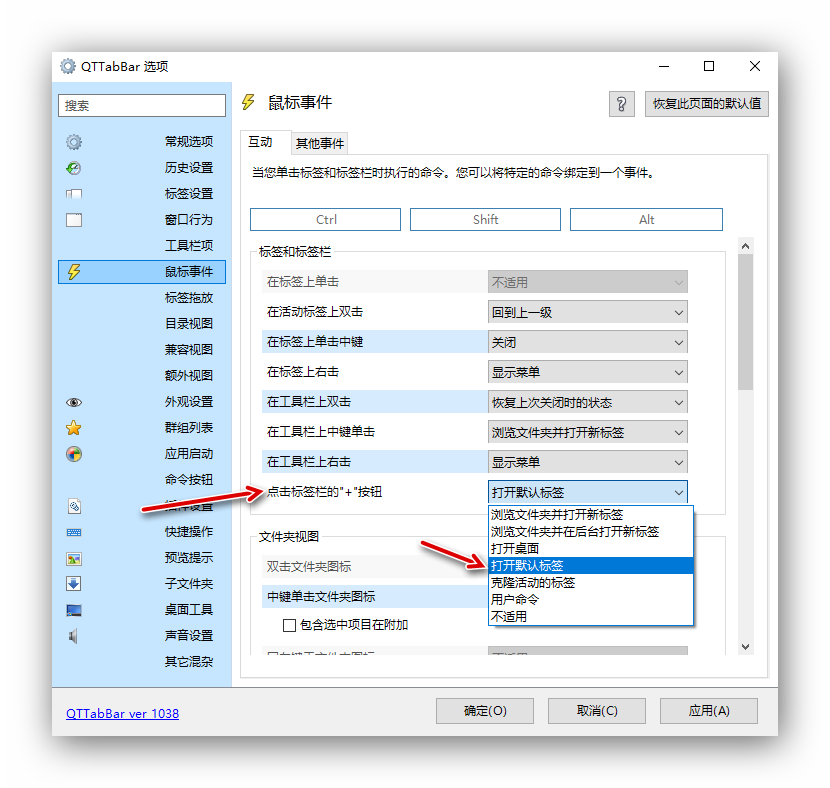 QTTabBar 选项
搜索
常规选项
历史设置
标签设置
窗口行为
工具栏项
鼠标事件
标签拖放
目录视图
兼容视图
额外视图
外观设置
群组列表
应用启动
命令按钮
插件设置
快捷操作
预览提示
子文件夹
桌面工具
声音设置
其它混杂
鼠标事件
?
恢复此页面的默认值
互动
其他事件
当您单击标签和标签栏时执行的命令。您可以将特定的命令绑定到一个事件。
Ctrl
Shift
Alt
标签和标签栏
在标签上单击 不适用
在活动标签上双击 回到上一级
在标签上单击中键 关闭
在标签上右击 显示菜单
在工具栏上双击 恢复上次关闭时的状态
在工具栏上中键单击 浏览文件夹并打开新标签
在工具栏上右击 显示菜单
点击标签栏的"+"按钮 打开默认标签
浏览文件夹并打开新标签
浏览文件夹并在后台打开新标签
打开桌面
打开默认标签
克隆活动的标签
用户命令
不适用
文件夹视图
双击文件夹图标
中键单击文件夹图标
包含选中项目在附加
QTTabBar ver 1038
确定(O)
取消(C)
应用(A)